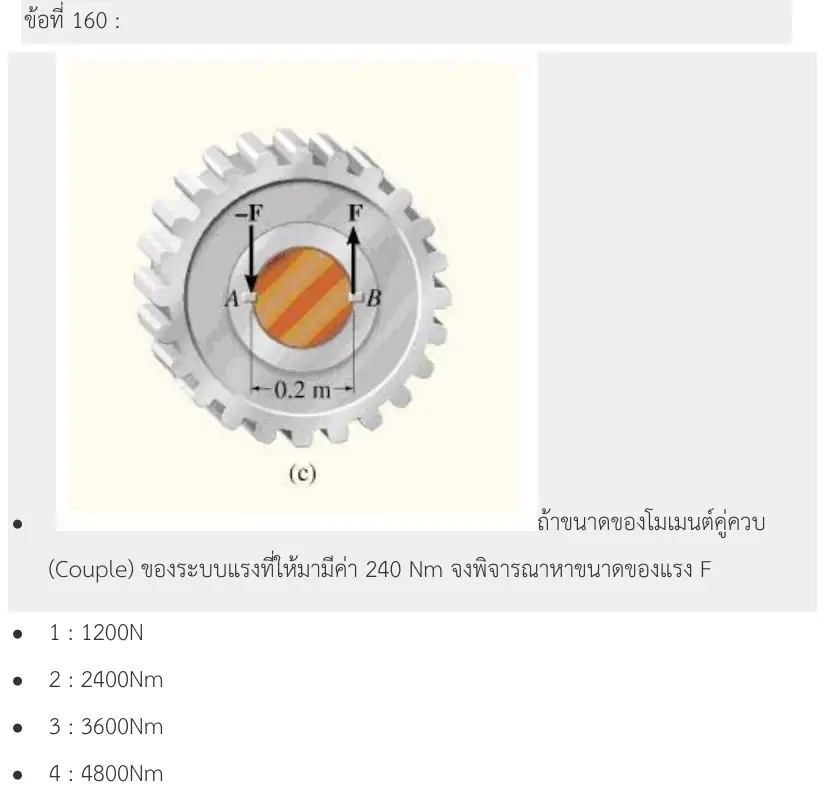 ข้อที่ 160 :
–F F
A B
0.2 m
(c)
ถ้าขนาดของโมเมนต์คู่ควบ
(Couple) ของระบบแรงที่ให้มามีค่า 240 Nm จงพิจารณาหาขนาดของแรง F
1 : 1200N
2 : 2400Nm
3 : 3600Nm
4 : 4800Nm